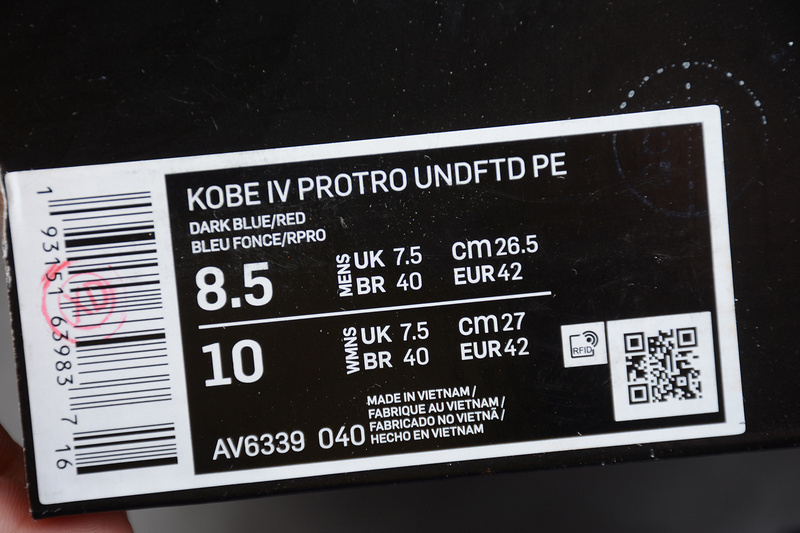 KOBE IV PROTRO UNDFTD PE
DARK BLUE/RED
BLEU FONCE/RPRO
8.5 MENS UK 7.5 cm 26.5
BR 40 EUR 42
10 WMNS UK 7.5 cm 27
BR 40 EUR 42
RFID
MADE IN VIETNAM /
FABRIQUE AU VIETNAM /
FABRICADO NO VIETNÃ /
HECHO EN VIETNAM
AV6339 040
1 93151 63983 7 16